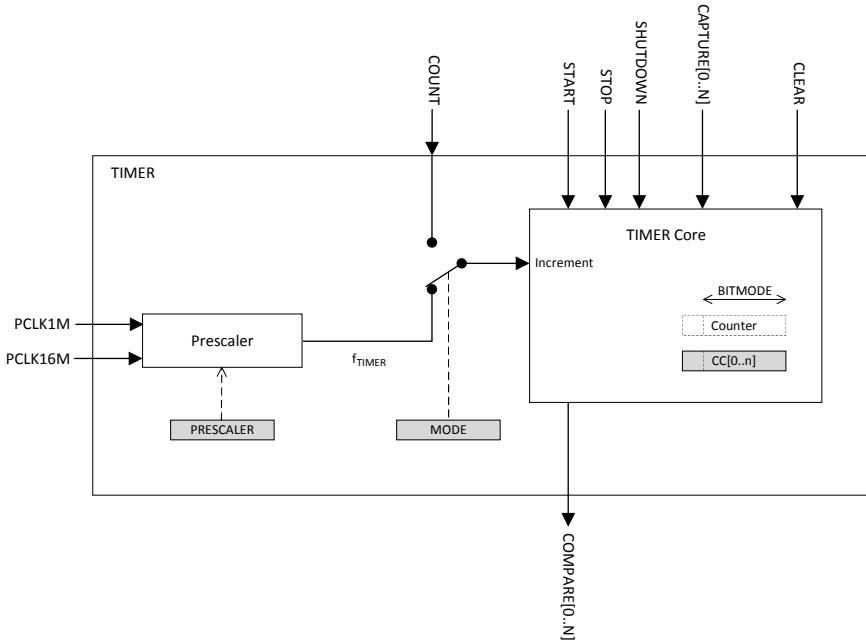 COUNT
START
STOP
SHUTDOWN
CAPTURE[0..N]
CLEAR
TIMER
TIMER Core
Increment
BITMODE
Counter
CC[0..n]
PCLK1M
PCLK16M
Prescaler
fTIMER
PRESCALER
MODE
COMPARE[0..N]